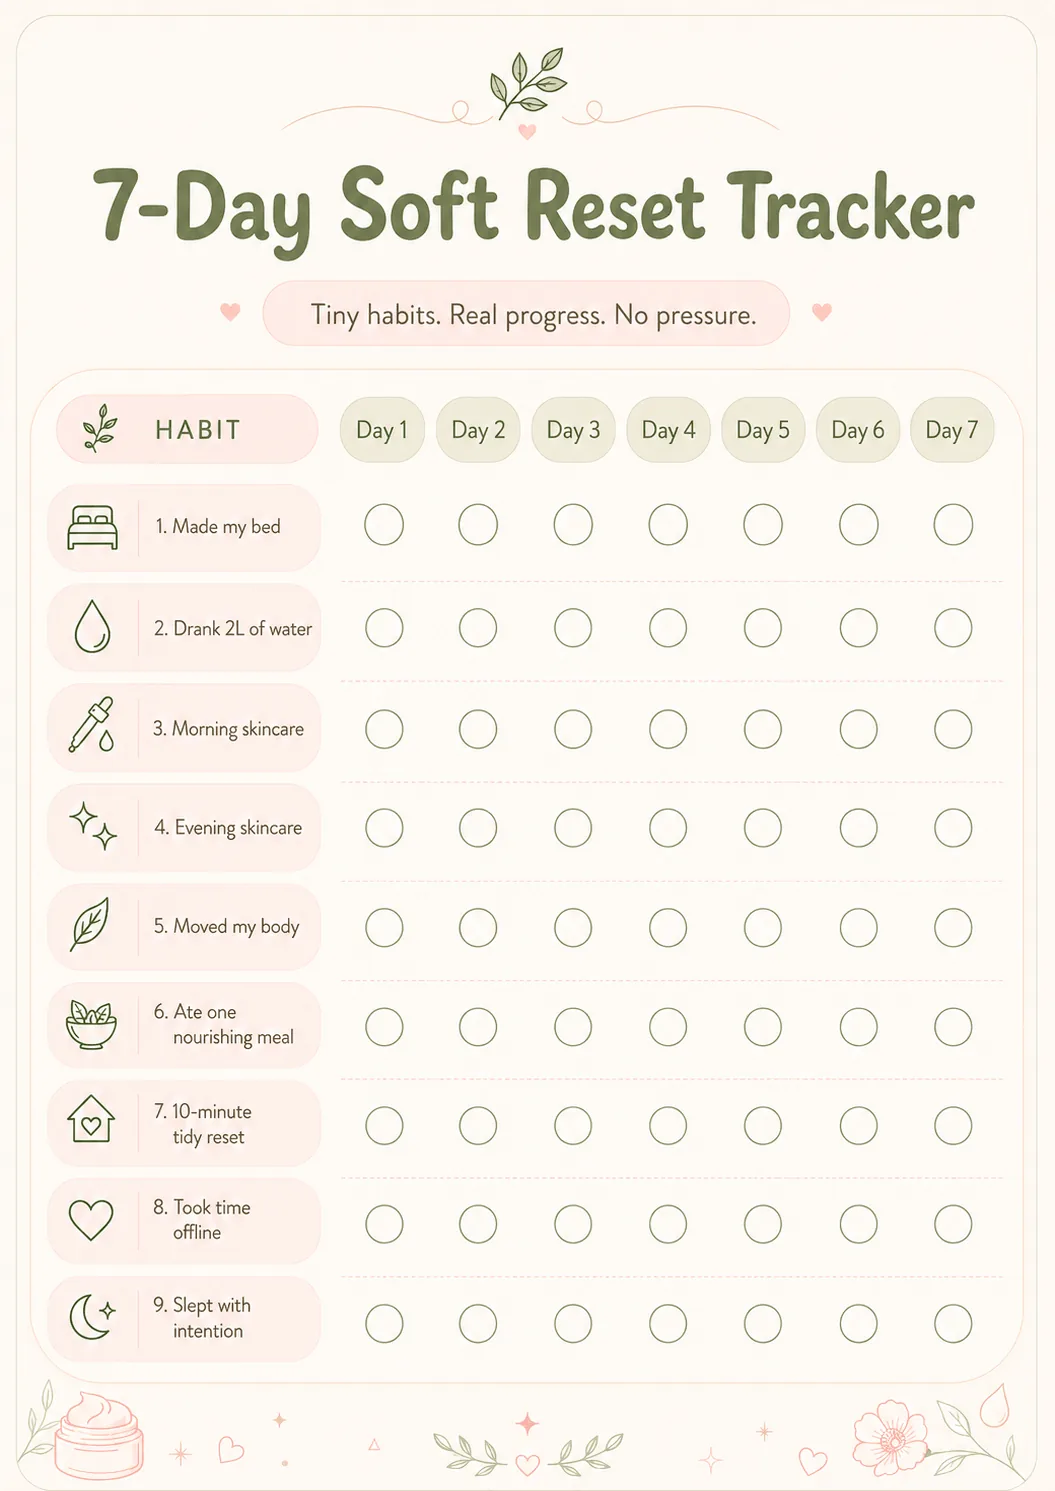 7-Day Soft Reset Tracker
Tiny habits. Real progress. No pressure.
HABIT Day 1 Day 2 Day 3 Day 4 Day 5 Day 6 Day 7
1. Made my bed
2. Drank 2L of water
3. Morning skincare
4. Evening skincare
5. Moved my body
6. Ate one
nourishing meal
7. 10-minute
tidy reset
8. Took time
offline
9. Slept with
intention